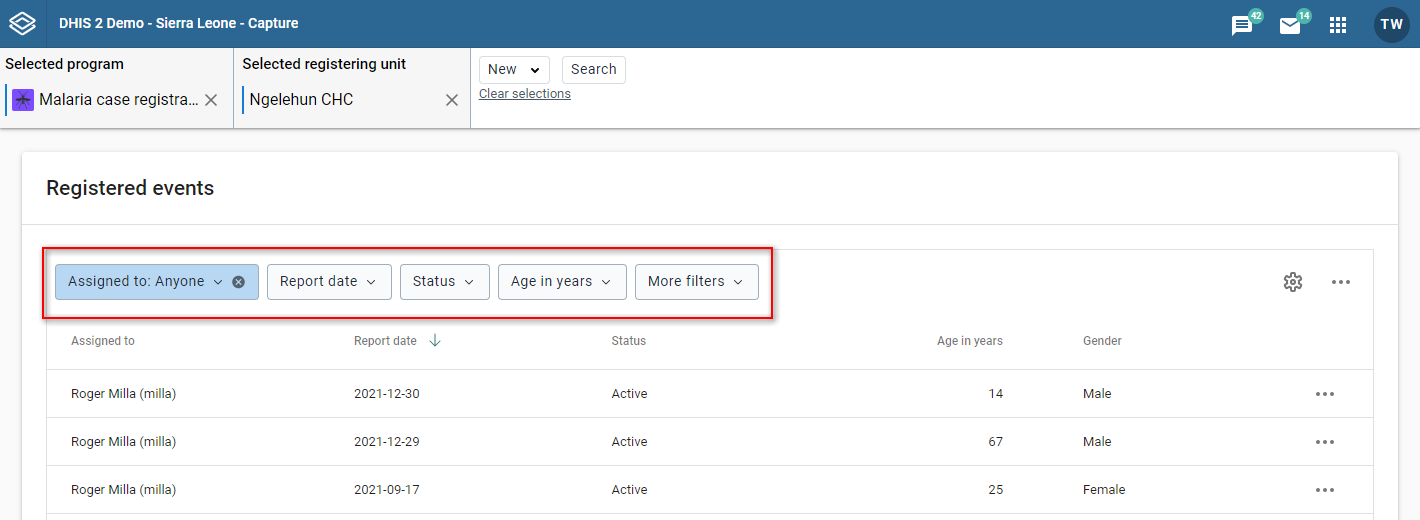 DHIS 2 Demo - Sierra Leone - Capture
42
14
TW
Selected program
Malaria case registra...
Selected registering unit
Ngelehun CHC
New
Search
Clear selections
Registered events
Assigned to: Anyone
Report date
Status
Age in years
More filters
Assigned to Report date Status Age in years Gender
Roger Milla (milla) 2021-12-30 Active 14 Male
Roger Milla (milla) 2021-12-29 Active 67 Male
Roger Milla (milla) 2021-09-17 Active 25 Female